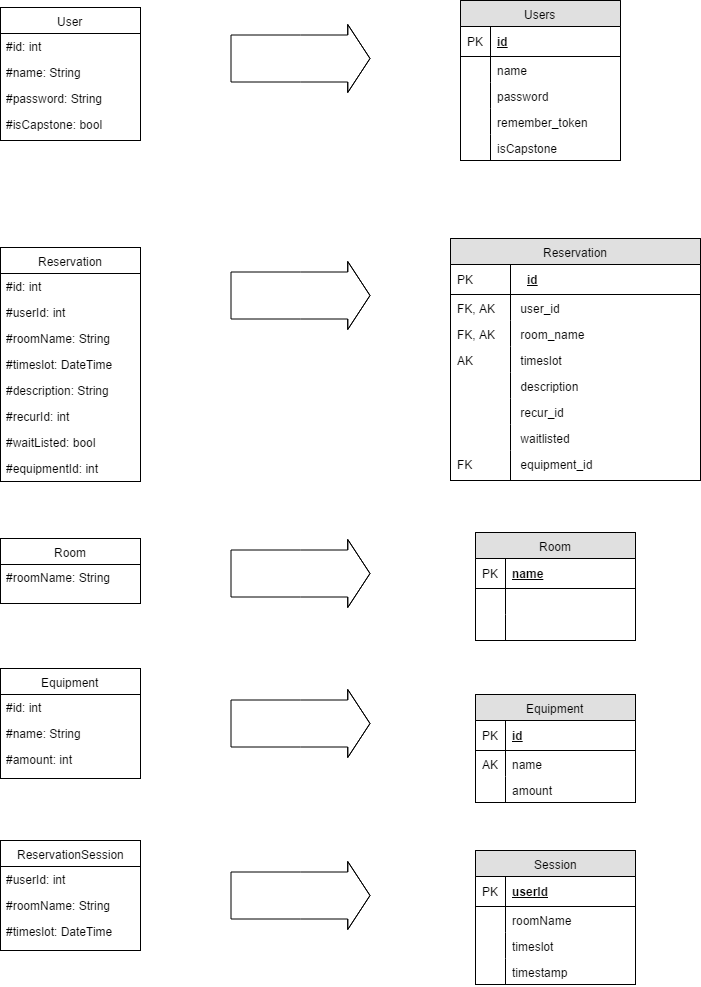 User
#id: int
#name: String
#password: String
#isCapstone: bool
Users
PK id
name
password
remember_token
isCapstone
Reservation
#id: int
#userId: int
#roomName: String
#timeslot: DateTime
#description: String
#recurId: int
#waitListed: bool
#equipmentId: int
Reservation
PK id
FK, AK user_id
FK, AK room_name
AK timeslot
description
recur_id
waitlisted
FK equipment_id
Room
#roomName: String
Room
PK name
Equipment
#id: int
#name: String
#amount: int
Equipment
PK id
AK name
amount
ReservationSession
#userId: int
#roomName: String
#timeslot: DateTime
Session
PK userId
roomName
timeslot
timestamp